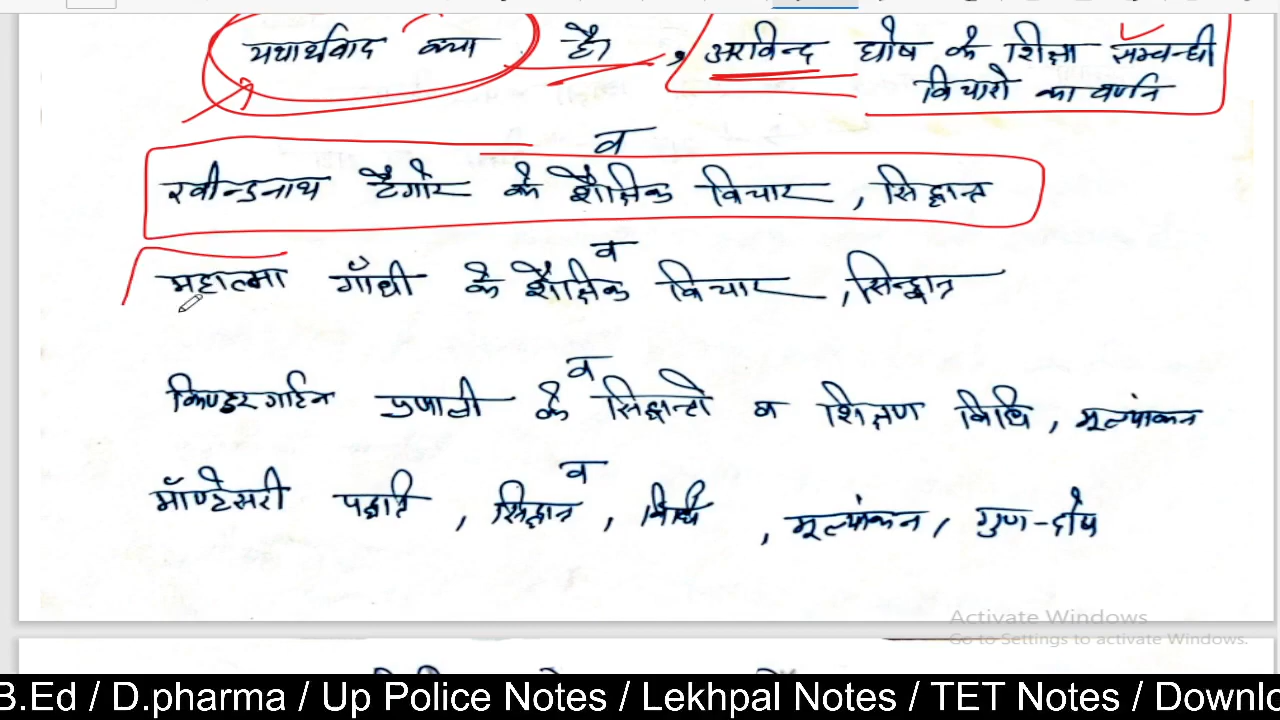 यथार्थवाद क्या है। , अरविन्द घोष के शिक्षा सम्बन्धी
विचारो का वर्णन
व
रवीन्द्रनाथ टैगोर के शैक्षिक विचार , सिद्धान्त
व
महात्मा गाँधी के शैक्षिक विचार , सिद्धान्त
व
किण्डरगार्टन प्रणाली के सिद्धान्तो व शिक्षण विधि , मूल्यांकन
व
मॉण्टेसरी पद्धति , सिद्धान्त , विधि , मूल्यांकन , गुण-दोष
Activate Windows
Go to Settings to activate Windows.
B.Ed / D.pharma / Up Police Notes / Lekhpal Notes / TET Notes / Downlo